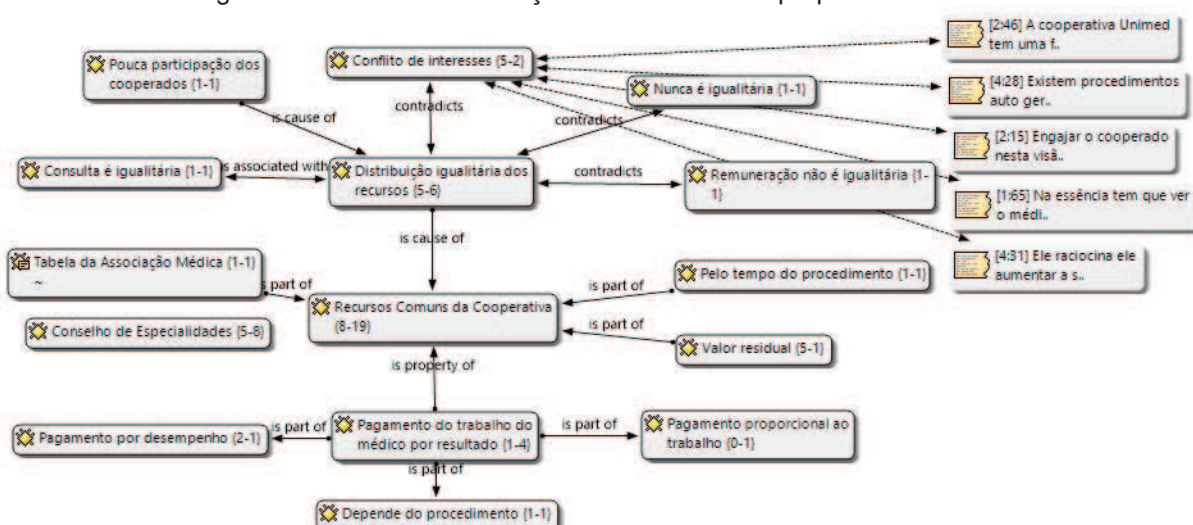 Pouca participação dos
cooperados {1-1}
Conflito de interesses {5-2}
[2:46] A cooperativa Unimed
tem uma f..
[4:28] Existem procedimentos
auto ger..
Nunca é igualitária {1-1}
contradicts
is cause of
contradicts
[2:15] Engajar o cooperado
nesta visã..
Consulta é igualitária {1-1}
is associated with
Distribuição igualitária dos
recursos {5-6}
contradicts
Remuneração não é igualitária {1-
1}
[1:65] Na essência tem que ver
o médi..
[4:31] Ele raciocina ele
aumentar a s..
is cause of
Tabela da Associação Médica {1-1}
~
is part of
Pelo tempo do procedimento {1-1}
is part of
Recursos Comuns da Cooperativa
{8-19}
Conselho de Especialidades {5-8}
is part of
Valor residual {5-1}
is property of
Pagamento por desempenho {2-1}
is part of
Pagamento do trabalho do
médico por resultado {1-4}
is part of
Pagamento proporcional ao
trabalho {0-1}
is part of
Depende do procedimento {1-1}